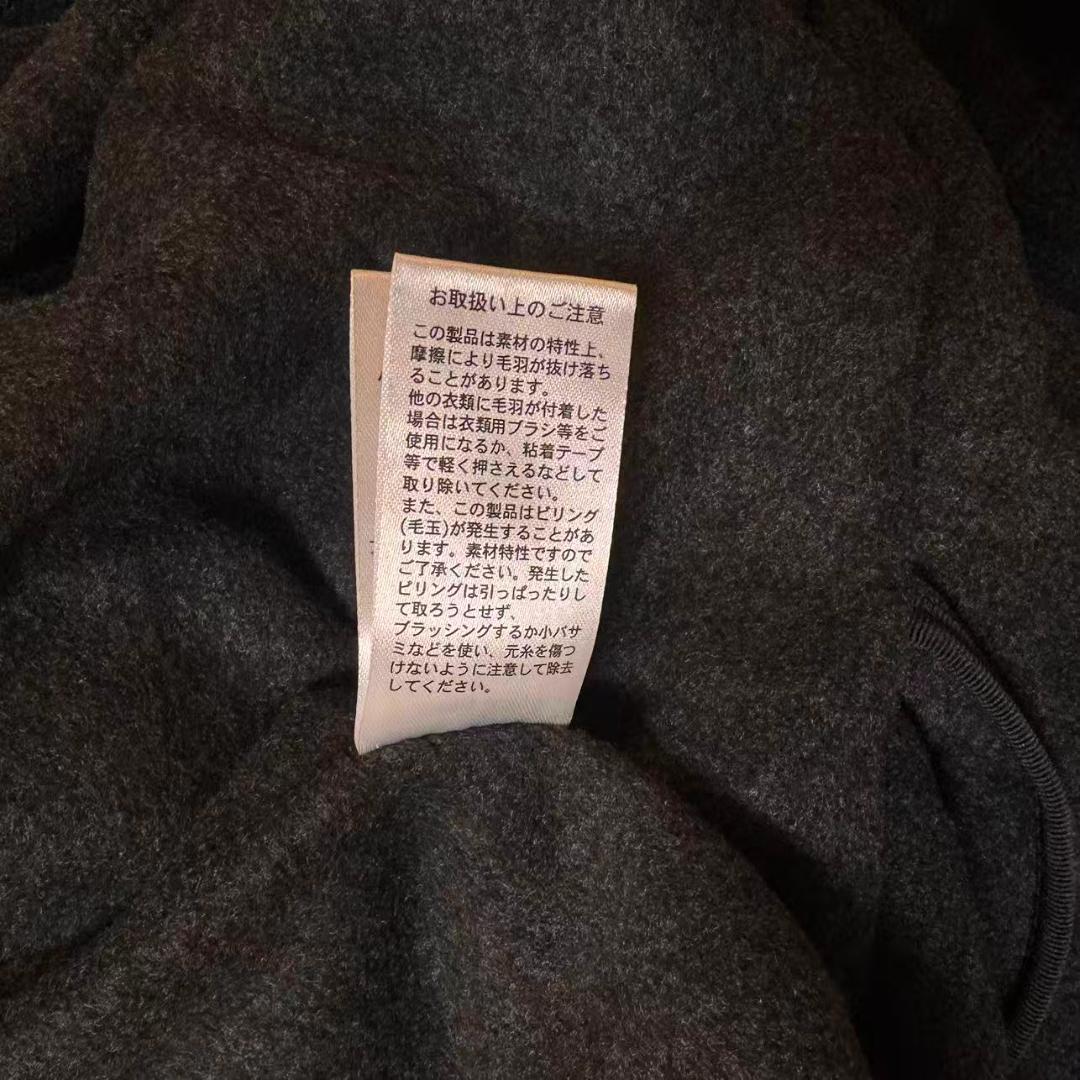 お取扱い上のご注意
この製品は素材の特性上、
摩擦により毛羽が抜け落ち
ることがあります。
他の衣類に毛羽が付着した
場合は衣類用ブラシ等をご
使用になるか、粘着テープ
等で軽く押さえるなどして
取り除いてください。
また、この製品はピリング
(毛玉)が発生することがあ
ります。素材特性ですので
ご了承ください。発生した
ピリングは引っぱったりし
て取ろうとせず、
ブラッシングするか小バサ
ミなどを使い、元糸を傷つ
けないように注意して除去
してください。